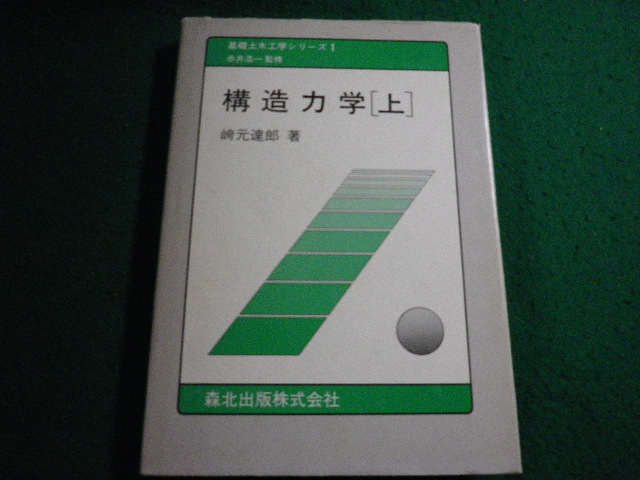 基礎土木工学シリーズ1
赤井浩一 監修
構造力学[上]
﨑元達郎 著
森北出版株式会社